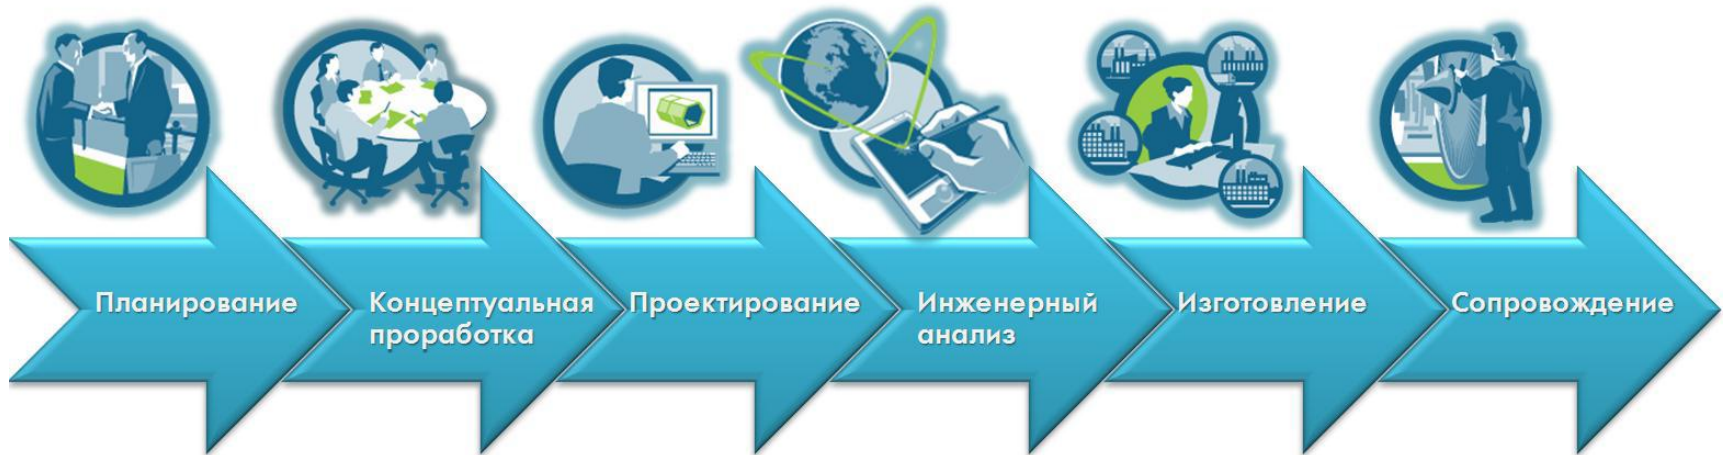 Планирование
Концептуальная
проработка
Проектирование
Инженерный
анализ
Изготовление
Сопровождение